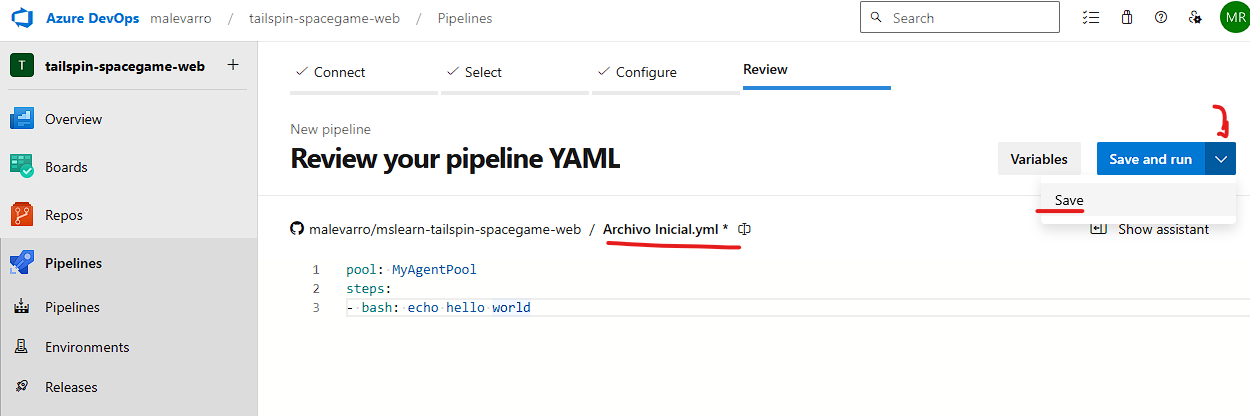 Azure DevOps malevarro / tailspin-spacegame-web / Pipelines Search MR
T tailspin-spacegame-web +
Connect Select Configure Review
Overview
New pipeline
Review your pipeline YAML
Variables Save and run
Boards
Save
Repos
malevarro/mslearn-tailspin-spacegame-web / Archivo Inicial.yml * Show assistant
Pipelines
1 pool: MyAgentPool
2 steps:
3 - bash: echo hello world
Pipelines
Environments
Releases